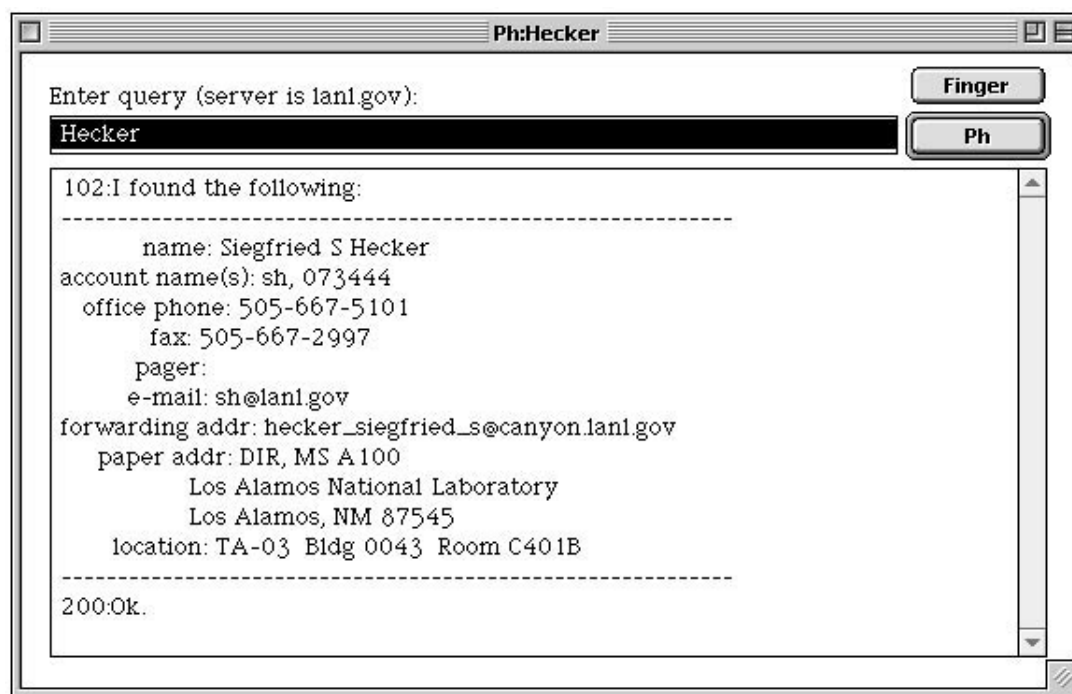 Ph:Hecker
Enter query (server is lanl.gov):
Finger
Hecker
Ph
102:I found the following:
----------------------------------------------------------
name: Siegfried S Hecker
account name(s): sh, 073444
office phone: 505-667-5101
fax: 505-667-2997
pager:
e-mail: sh@lanl.gov
forwarding addr: hecker_siegfried_s@canyon.lanl.gov
paper addr: DIR, MS A100
Los Alamos National Laboratory
Los Alamos, NM 87545
location: TA-03 Bldg 0043 Room C401B
----------------------------------------------------------
200:Ok.